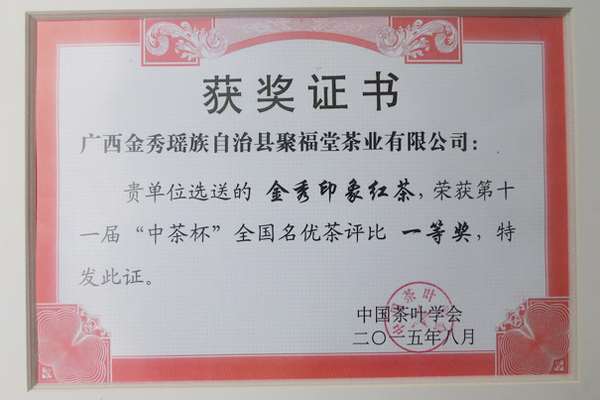 获奖证书
广西金秀瑶族自治县聚福堂茶业有限公司：
贵单位选送的 金秀印象红茶，荣获第十
一届“中茶杯”全国名优茶评比 一等奖，特
发此证。
中国茶叶学会
二〇一五年八月